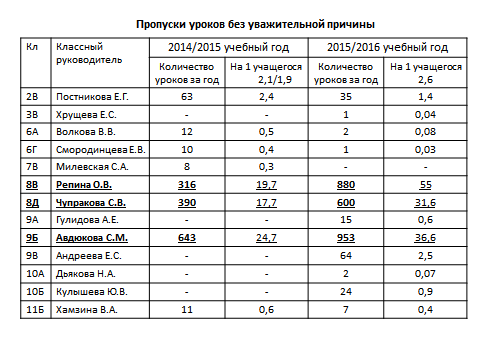 Пропуски уроков без уважительной причины
Кл Классный руководитель 2014/2015 учебный год 2015/2016 учебный год
Количество уроков за год На 1 учащегося 2,1/1,9 Количество уроков за год На 1 учащегося 2,6
2В Постникова Е.Г. 63 2,4 35 1,4
3В Хрущева Е.С. - - 1 0,04
6А Волкова В.В. 12 0,5 2 0,08
6Г Смородинцева Е.В. 10 0,4 1 0,03
7В Милевская С.А. 8 0,3 - -
8В Репина О.В. 316 19,7 880 55
8Д Чупракова С.В. 390 17,7 600 31,6
9А Гулидова А.Е. - - 15 0,6
9Б Авдюкова С.М. 643 24,7 953 36,6
9В Андреева Е.С. - - 64 2,5
10А Дьякова Н.А. - - 2 0,07
10Б Кулышева Ю.В. - - 24 0,9
11Б Хамзина В.А. 11 0,6 7 0,4